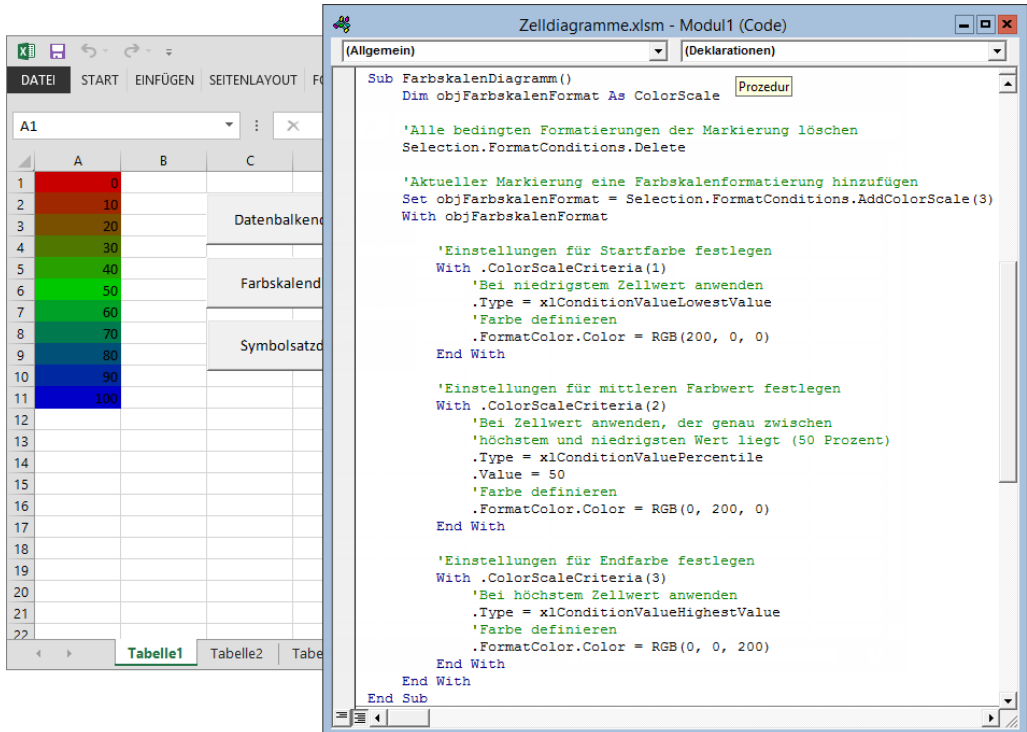 DATEI START EINFÜGEN SEITENLAYOUT
A1
A B C
1 0
2 10
3 20
4 30
5 40
6 50
7 60
8 70
9 80
10 90
11 100
12
13
14
15
16
17
18
19
20
21
22
Datenbalkend
Farbskalend
Symbolsatzd
Tabelle1 Tabelle2 Tabe
Zelldiagramme.xlsm - Modul1 (Code)
(Allgemein) (Deklarationen)
Prozedur
Sub FarbskalenDiagramm()
Dim objFarbskalenFormat As ColorScale
'Alle bedingten Formatierungen der Markierung löschen
Selection.FormatConditions.Delete
'Aktueller Markierung eine Farbskalenformatierung hinzufügen
Set objFarbskalenFormat = Selection.FormatConditions.AddColorScale(3)
With objFarbskalenFormat
'Einstellungen für Startfarbe festlegen
With .ColorScaleCriteria(1)
'Bei niedrigstem Zellwert anwenden
.Type = xlConditionValueLowestValue
'Farbe definieren
.FormatColor.Color = RGB(200, 0, 0)
End With
'Einstellungen für mittleren Farbwert festlegen
With .ColorScaleCriteria(2)
'Bei Zellwert anwenden, der genau zwischen
'höchstem und niedrigsten Wert liegt (50 Prozent)
.Type = xlConditionValuePercentile
.Value = 50
'Farbe definieren
.FormatColor.Color = RGB(0, 200, 0)
End With
'Einstellungen für Endfarbe festlegen
With .ColorScaleCriteria(3)
'Bei höchstem Zellwert anwenden
.Type = xlConditionValueHighestValue
'Farbe definieren
.FormatColor.Color = RGB(0, 0, 200)
End With
End With
End Sub